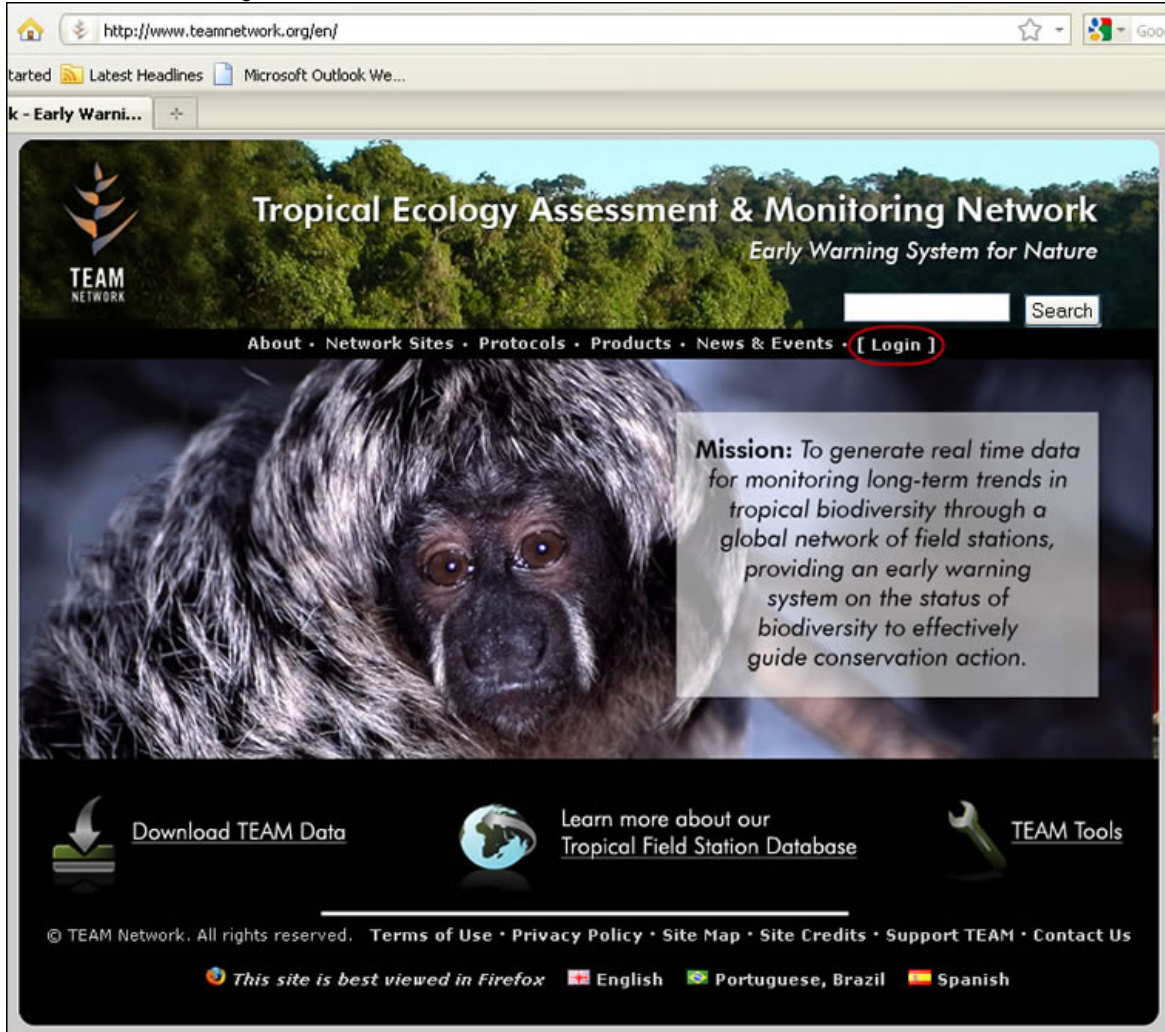 http://www.teamnetwork.org/en/
Goo
tarted Latest Headlines Microsoft Outlook We...
k - Early Warni...
TEAM
NETWORK
Tropical Ecology Assessment & Monitoring Network
Early Warning System for Nature
Search
About • Network Sites • Protocols • Products • News & Events • [ Login ]
Mission: To generate real time data
for monitoring long-term trends in
tropical biodiversity through a
global network of field stations,
providing an early warning
system on the status of
biodiversity to effectively
guide conservation action.
Download TEAM Data
Learn more about our
Tropical Field Station Database
TEAM Tools
© TEAM Network. All rights reserved. Terms of Use • Privacy Policy • Site Map • Site Credits • Support TEAM • Contact Us
This site is best viewed in Firefox English Portuguese, Brazil Spanish